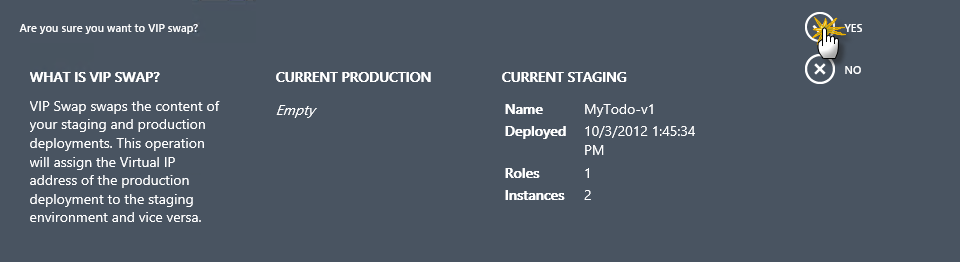 Are you sure you want to VIP swap?
YES
NO
WHAT IS VIP SWAP?
VIP Swap swaps the content of
your staging and production
deployments. This operation
will assign the Virtual IP
address of the production
deployment to the staging
environment and vice versa.
CURRENT PRODUCTION
Empty
CURRENT STAGING
Name MyTodo-v1
Deployed 10/3/2012 1:45:34
PM
Roles 1
Instances 2